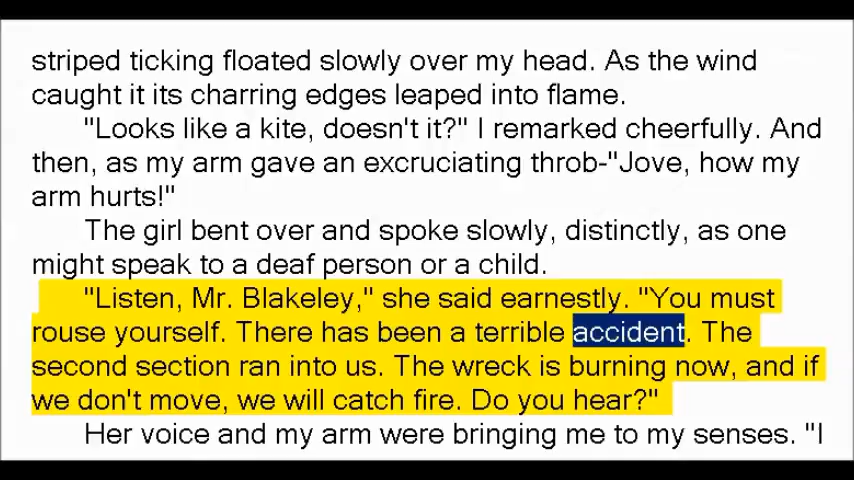 striped ticking floated slowly over my head. As the wind
caught it its charring edges leaped into flame.
"Looks like a kite, doesn't it?" I remarked cheerfully. And
then, as my arm gave an excruciating throb-"Jove, how my
arm hurts!"
The girl bent over and spoke slowly, distinctly, as one
might speak to a deaf person or a child.
"Listen, Mr. Blakeley," she said earnestly. "You must
rouse yourself. There has been a terrible accident. The
second section ran into us. The wreck is burning now, and if
we don't move, we will catch fire. Do you hear?"
Her voice and my arm were bringing me to my senses. "I